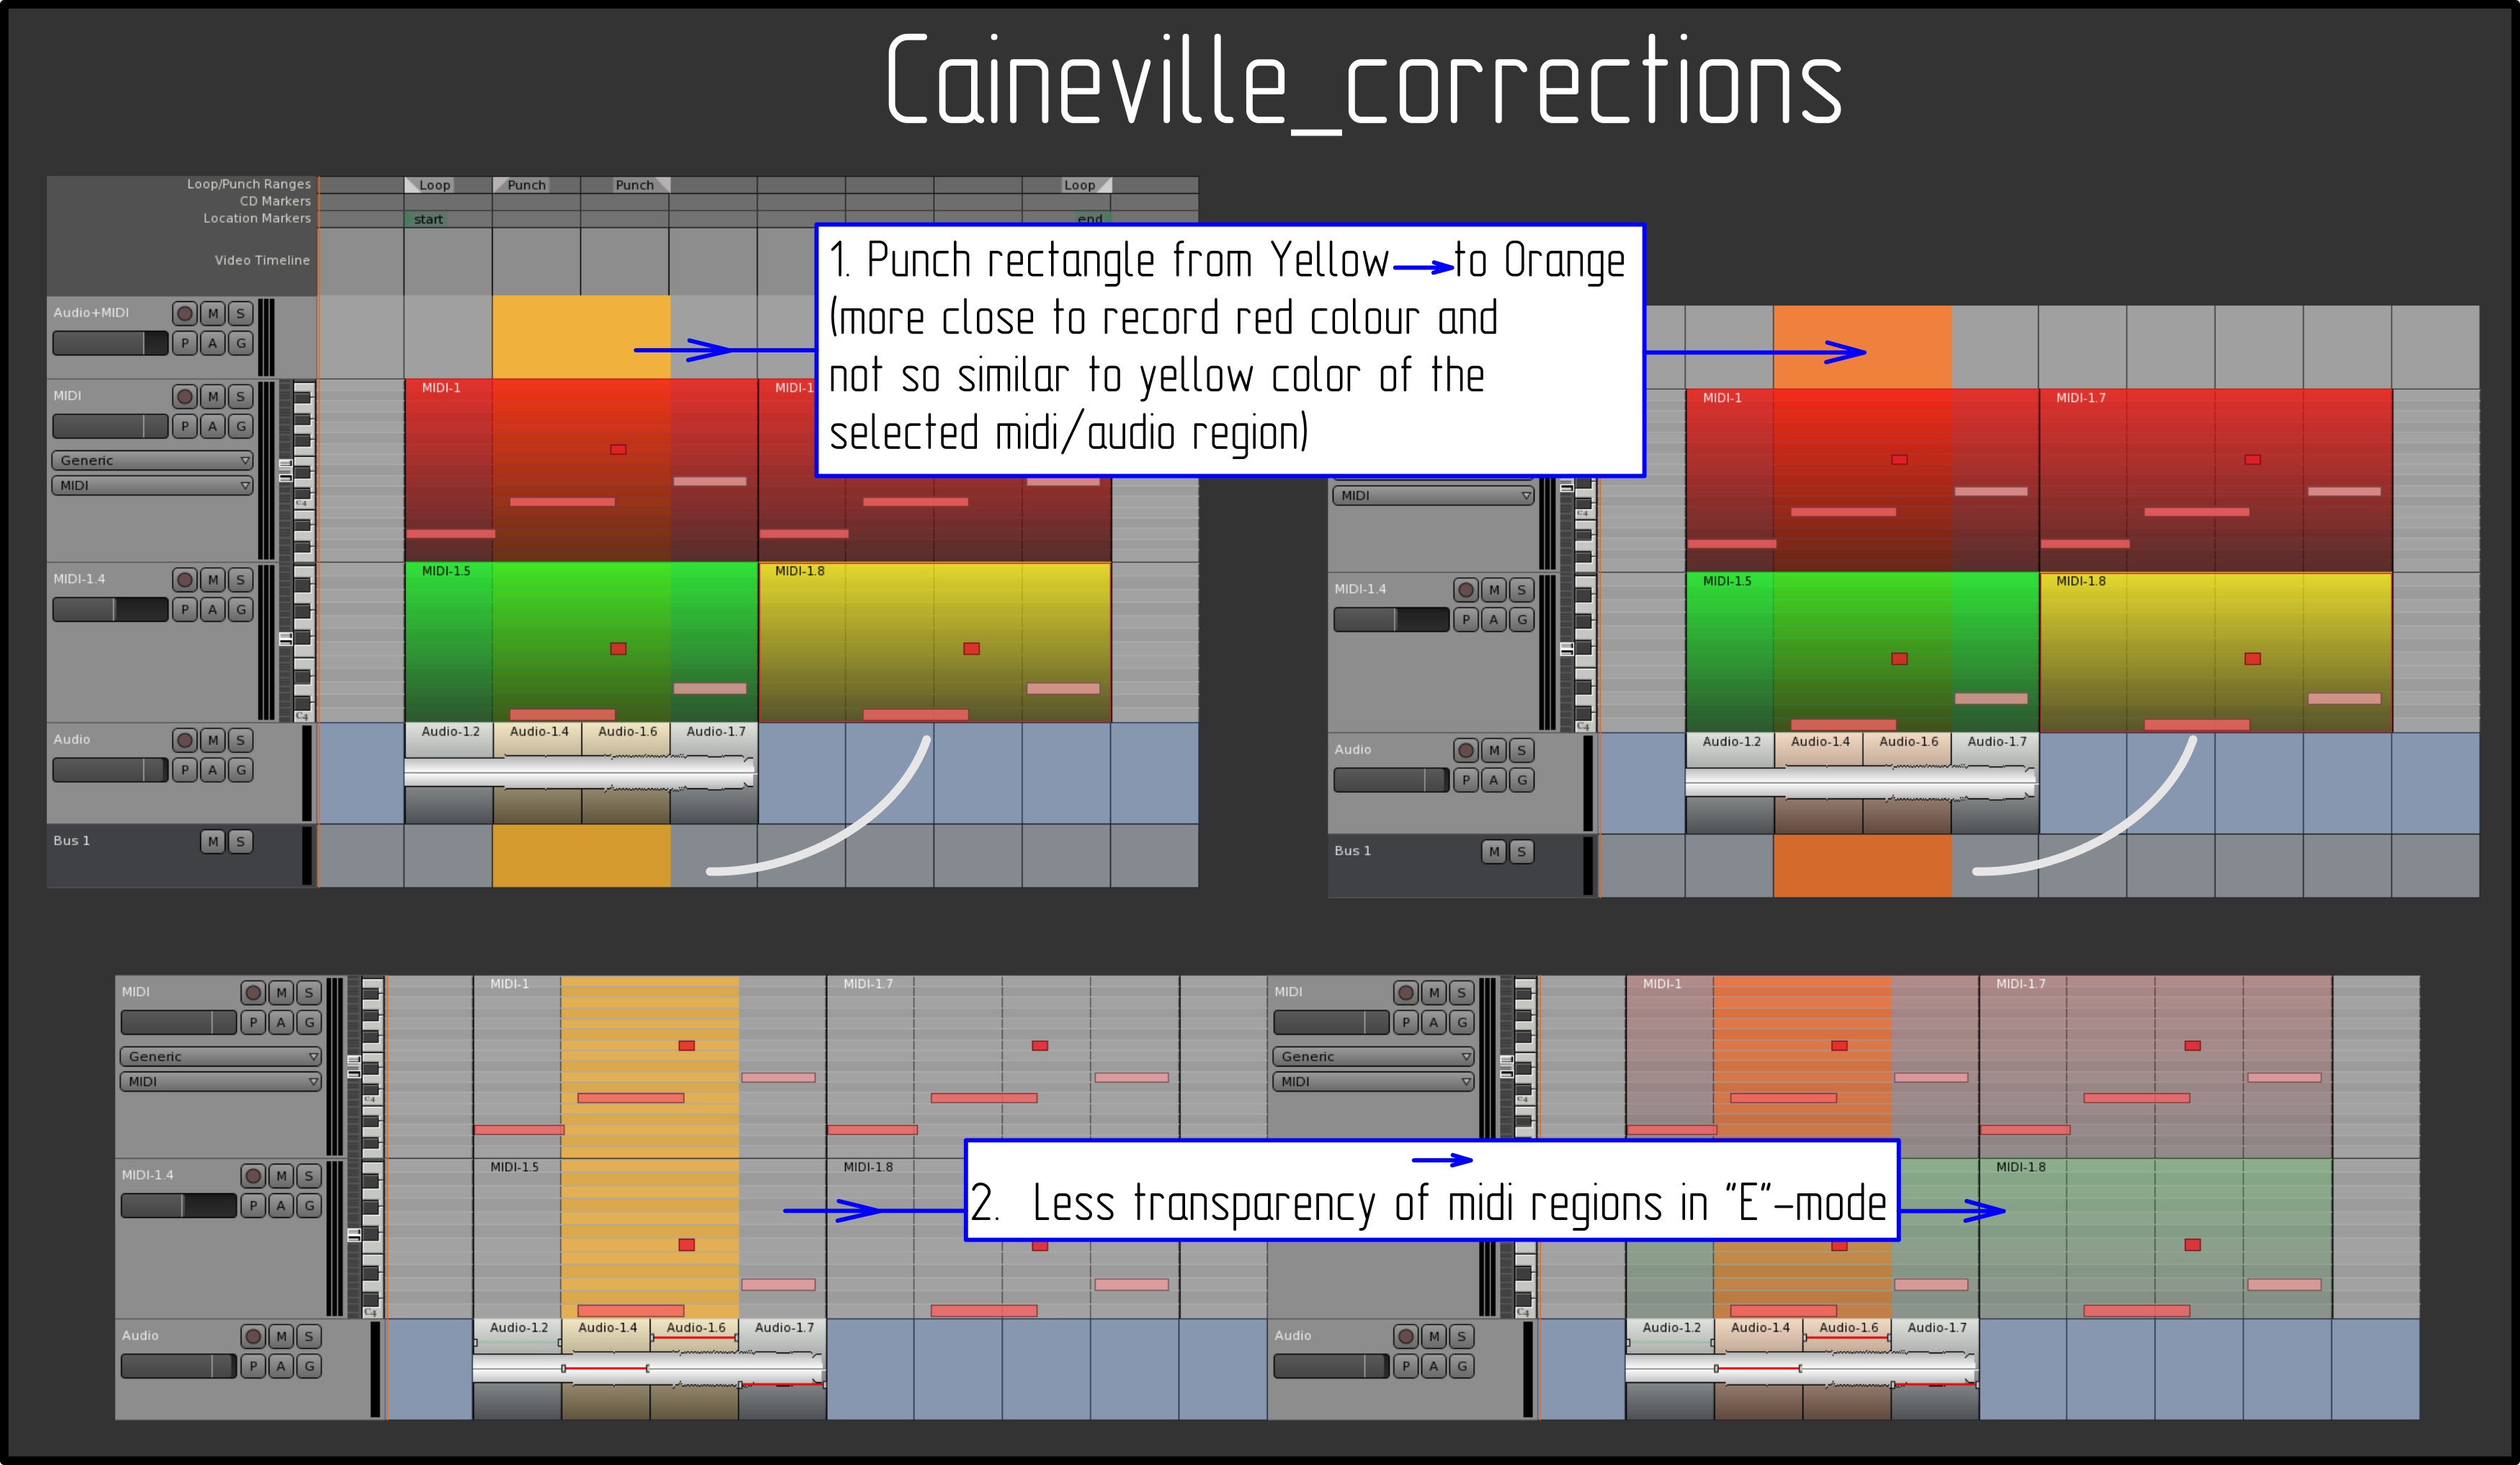 Caineville_corrections
Loop/Punch Ranges
Loop
Punch
Punch
Loop
CD Markers
Location Markers
start
end
Video Timeline
1. Punch rectangle from Yellow to Orange
(more close to record red colour and
not so similar to yellow color of the
selected midi/audio region)
Audio+MIDI
M S
P A G
MIDI
M S
P A G
Generic
MIDI
C4
MIDI-1
MIDI-1
MIDI-1.4
M S
P A G
C4
MIDI-1.5
MIDI-1.8
Audio
M S
P A G
Audio-1.2
Audio-1.4
Audio-1.6
Audio-1.7
Bus 1
M S
MIDI-1
MIDI-1.7
MIDI
C4
MIDI-1.4
M S
P A G
C4
MIDI-1.5
MIDI-1.8
Audio
M S
P A G
Audio-1.2
Audio-1.4
Audio-1.6
Audio-1.7
Bus 1
M S
MIDI
M S
P A G
Generic
MIDI
C4
MIDI-1
MIDI-1.7
MIDI-1.4
M S
P A G
C4
MIDI-1.5
MIDI-1.8
Audio
M S
P A G
Audio-1.2
Audio-1.4
Audio-1.6
Audio-1.7
2. Less transparency of midi regions in "E"-mode
MIDI
M S
P A G
Generic
MIDI
C4
MIDI-1
MIDI-1.7
MIDI-1.8
C4
Audio
M S
P A G
Audio-1.2
Audio-1.4
Audio-1.6
Audio-1.7